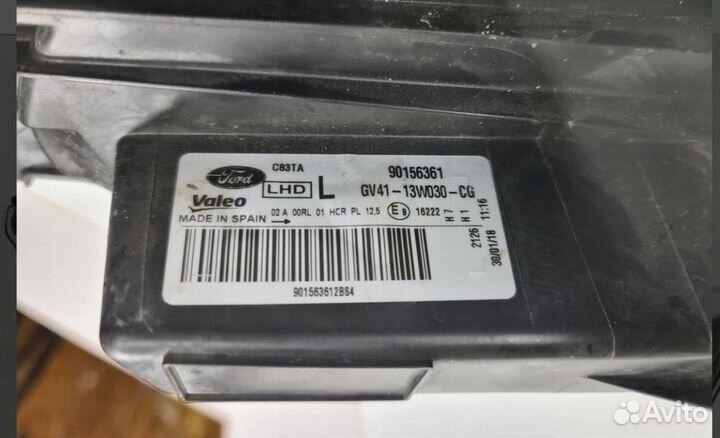 C83TA
90156361
Ford
LHD L
GV41-13W030-CG
Valeo
MADE IN SPAIN
02 A 00RL 01 HCR PL 12,5 E9 16222 H7 H1
2126 11:16
30/01/18
901563612BS4
Avito